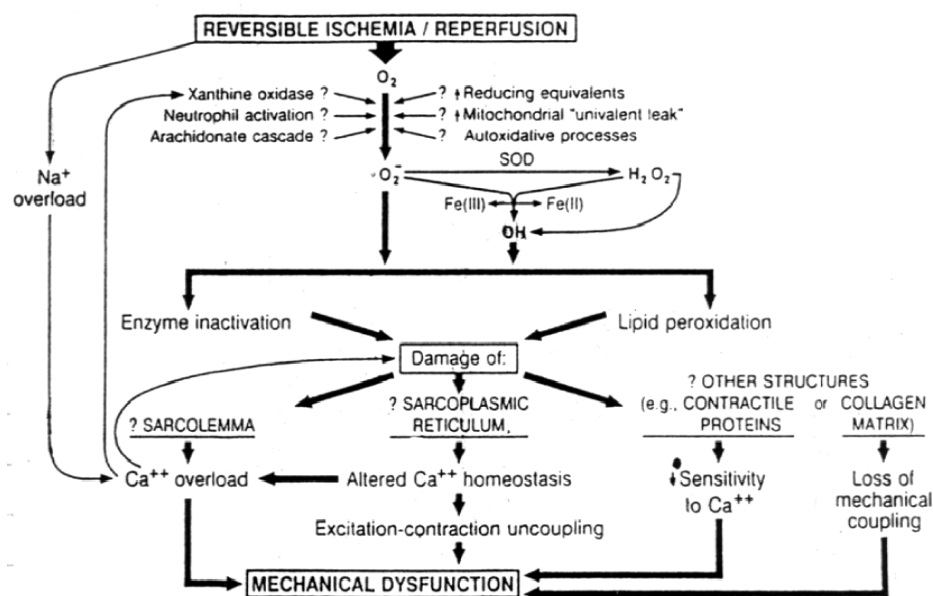 REVERSIBLE ISCHEMIA / REPERFUSION
O₂
Xanthine oxidase ?
? ↑ Reducing equivalents
Neutrophil activation ?
? ↑ Mitochondrial "univalent leak"
Arachidonate cascade ?
? Autoxidative processes
SOD
Na⁺
overload
·O₂⁻
H₂O₂
Fe(III)
Fe(II)
OH
Enzyme inactivation
Lipid peroxidation
Damage of:
? SARCOLEMMA
? SARCOPLASMIC
RETICULUM,
? OTHER STRUCTURES
(e.g., CONTRACTILE or COLLAGEN
PROTEINS
MATRIX)
Ca⁺⁺ overload
Altered Ca⁺⁺ homeostasis
↓ Sensitivity
to Ca⁺⁺
Loss of
mechanical
coupling
Excitation-contraction uncoupling
MECHANICAL DYSFUNCTION